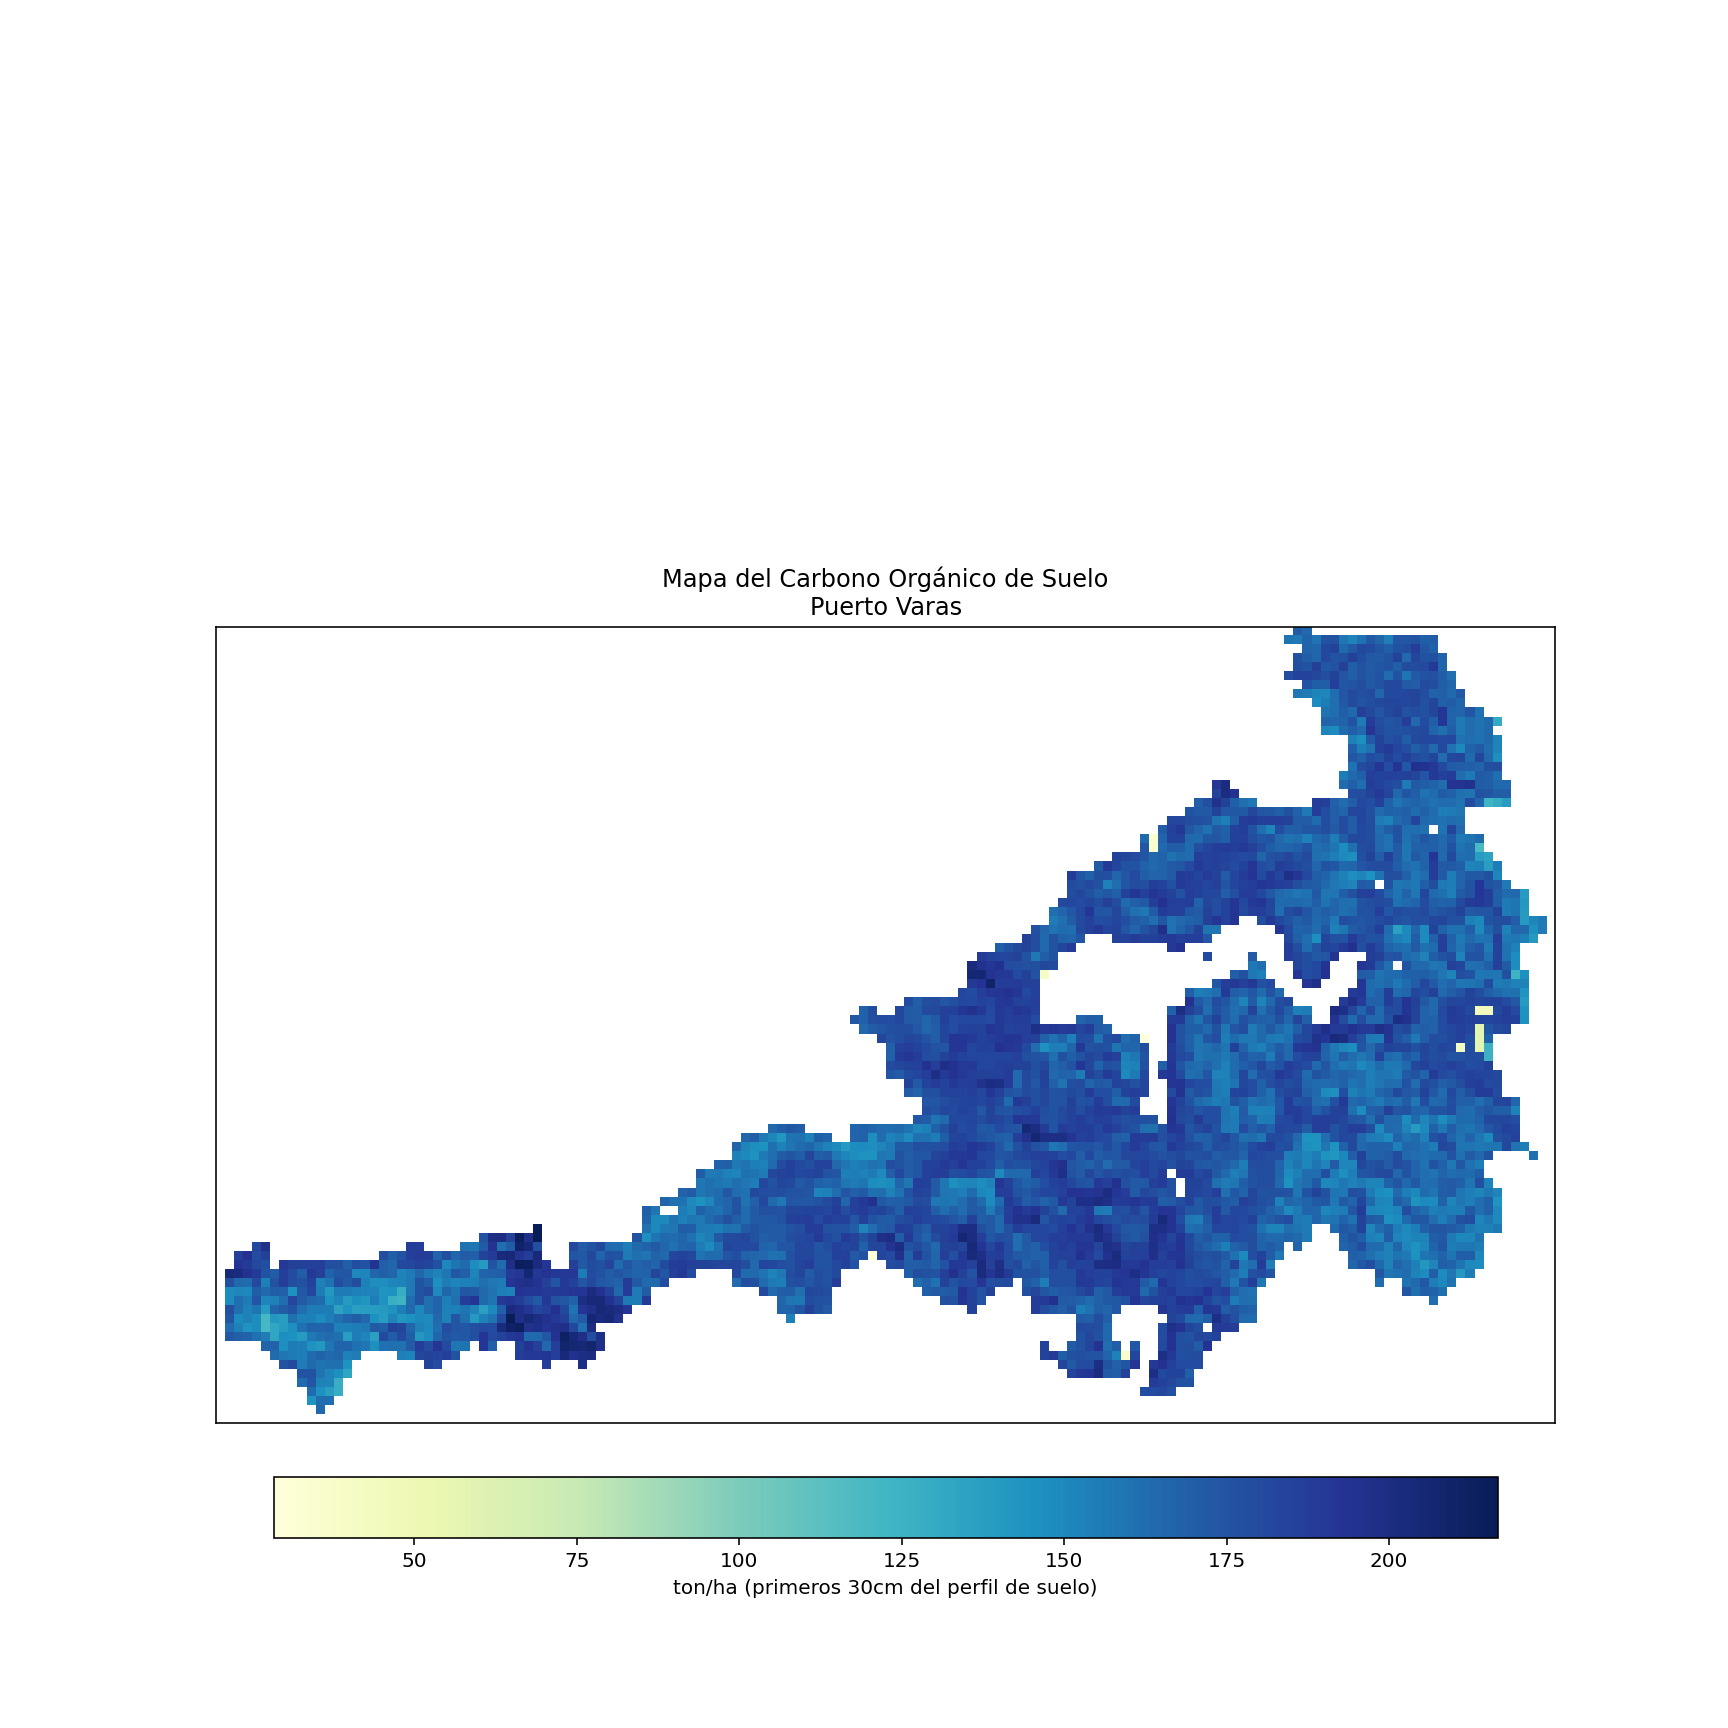 Mapa del Carbono Orgánico de Suelo
Puerto Varas
50 75 100 125 150 175 200
ton/ha (primeros 30cm del perfil de suelo)